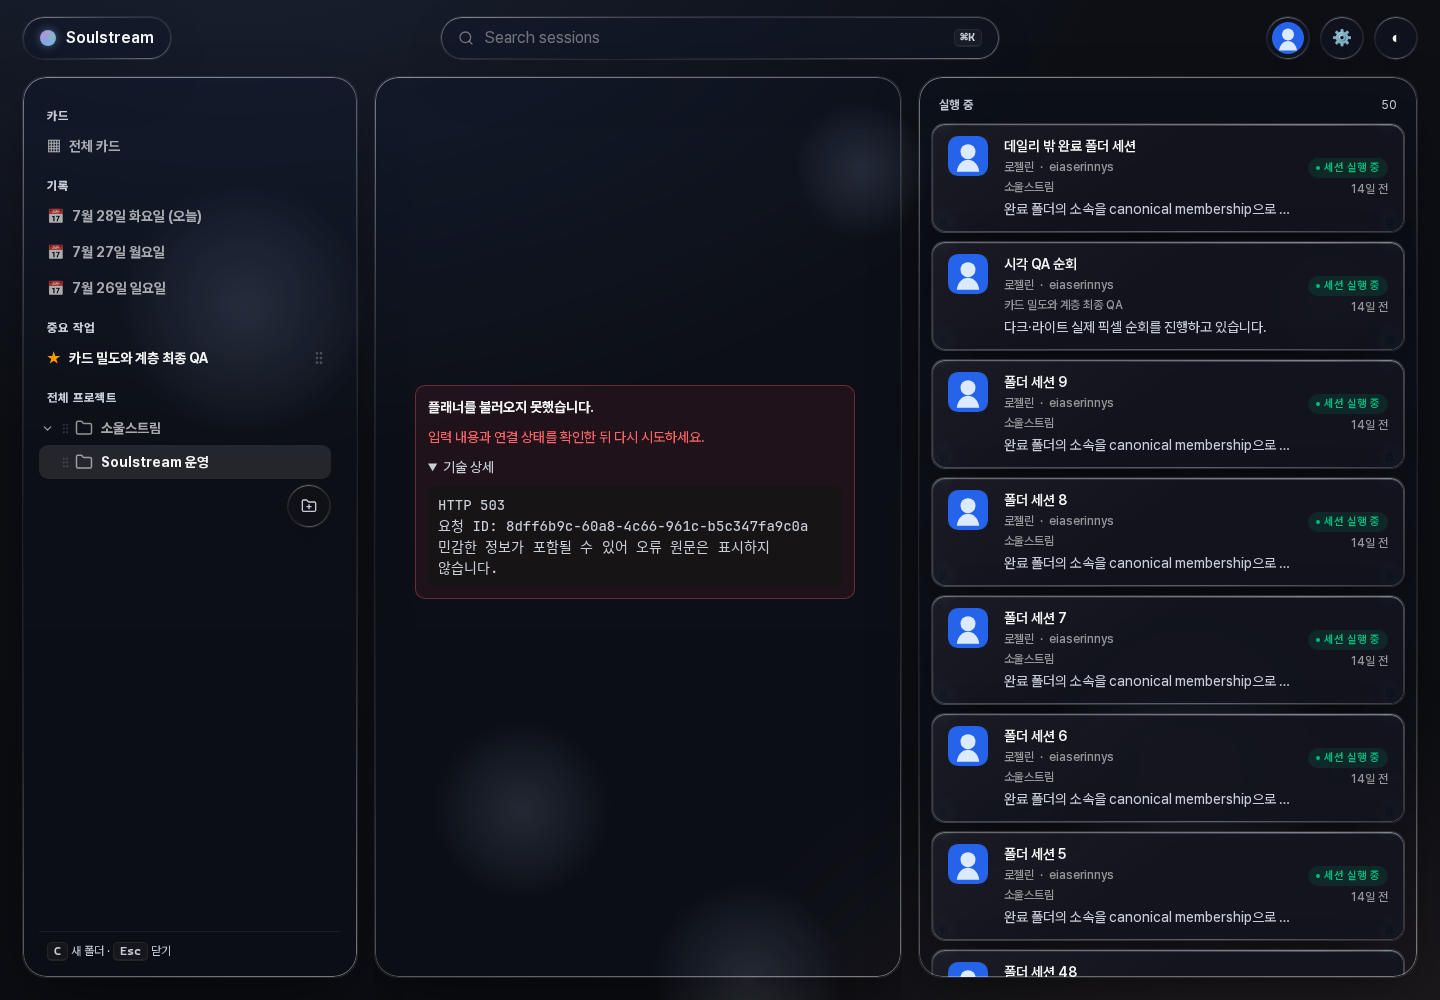 Soulstream
Search sessions
⌘K
카드
전체 카드
기록
7월 28일 화요일 (오늘)
7월 27일 월요일
7월 26일 일요일
중요 작업
카드 밀도와 계층 최종 QA
전체 프로젝트
소울스트림
Soulstream 운영
C 새 폴더 · Esc 닫기
플래너를 불러오지 못했습니다.
입력 내용과 연결 상태를 확인한 뒤 다시 시도하세요.
▼ 기술 상세
HTTP 503
요청 ID: 8dff6b9c-60a8-4c66-961c-b5c347fa9c0a
민감한 정보가 포함될 수 있어 오류 원문은 표시하지
않습니다.
실행 중
50
데일리 밖 완료 폴더 세션
로젤린 · eiaserinnys
세션 실행 중
소울스트림
14일 전
완료 폴더의 소속을 canonical membership으로 ...
시각 QA 순회
로젤린 · eiaserinnys
세션 실행 중
카드 밀도와 계층 최종 QA
14일 전
다크·라이트 실제 픽셀 순회를 진행하고 있습니다.
폴더 세션 9
로젤린 · eiaserinnys
세션 실행 중
소울스트림
14일 전
완료 폴더의 소속을 canonical membership으로 ...
폴더 세션 8
로젤린 · eiaserinnys
세션 실행 중
소울스트림
14일 전
완료 폴더의 소속을 canonical membership으로 ...
폴더 세션 7
로젤린 · eiaserinnys
세션 실행 중
소울스트림
14일 전
완료 폴더의 소속을 canonical membership으로 ...
폴더 세션 6
로젤린 · eiaserinnys
세션 실행 중
소울스트림
14일 전
완료 폴더의 소속을 canonical membership으로 ...
폴더 세션 5
로젤린 · eiaserinnys
세션 실행 중
소울스트림
14일 전
완료 폴더의 소속을 canonical membership으로 ...
폴더 세션 48